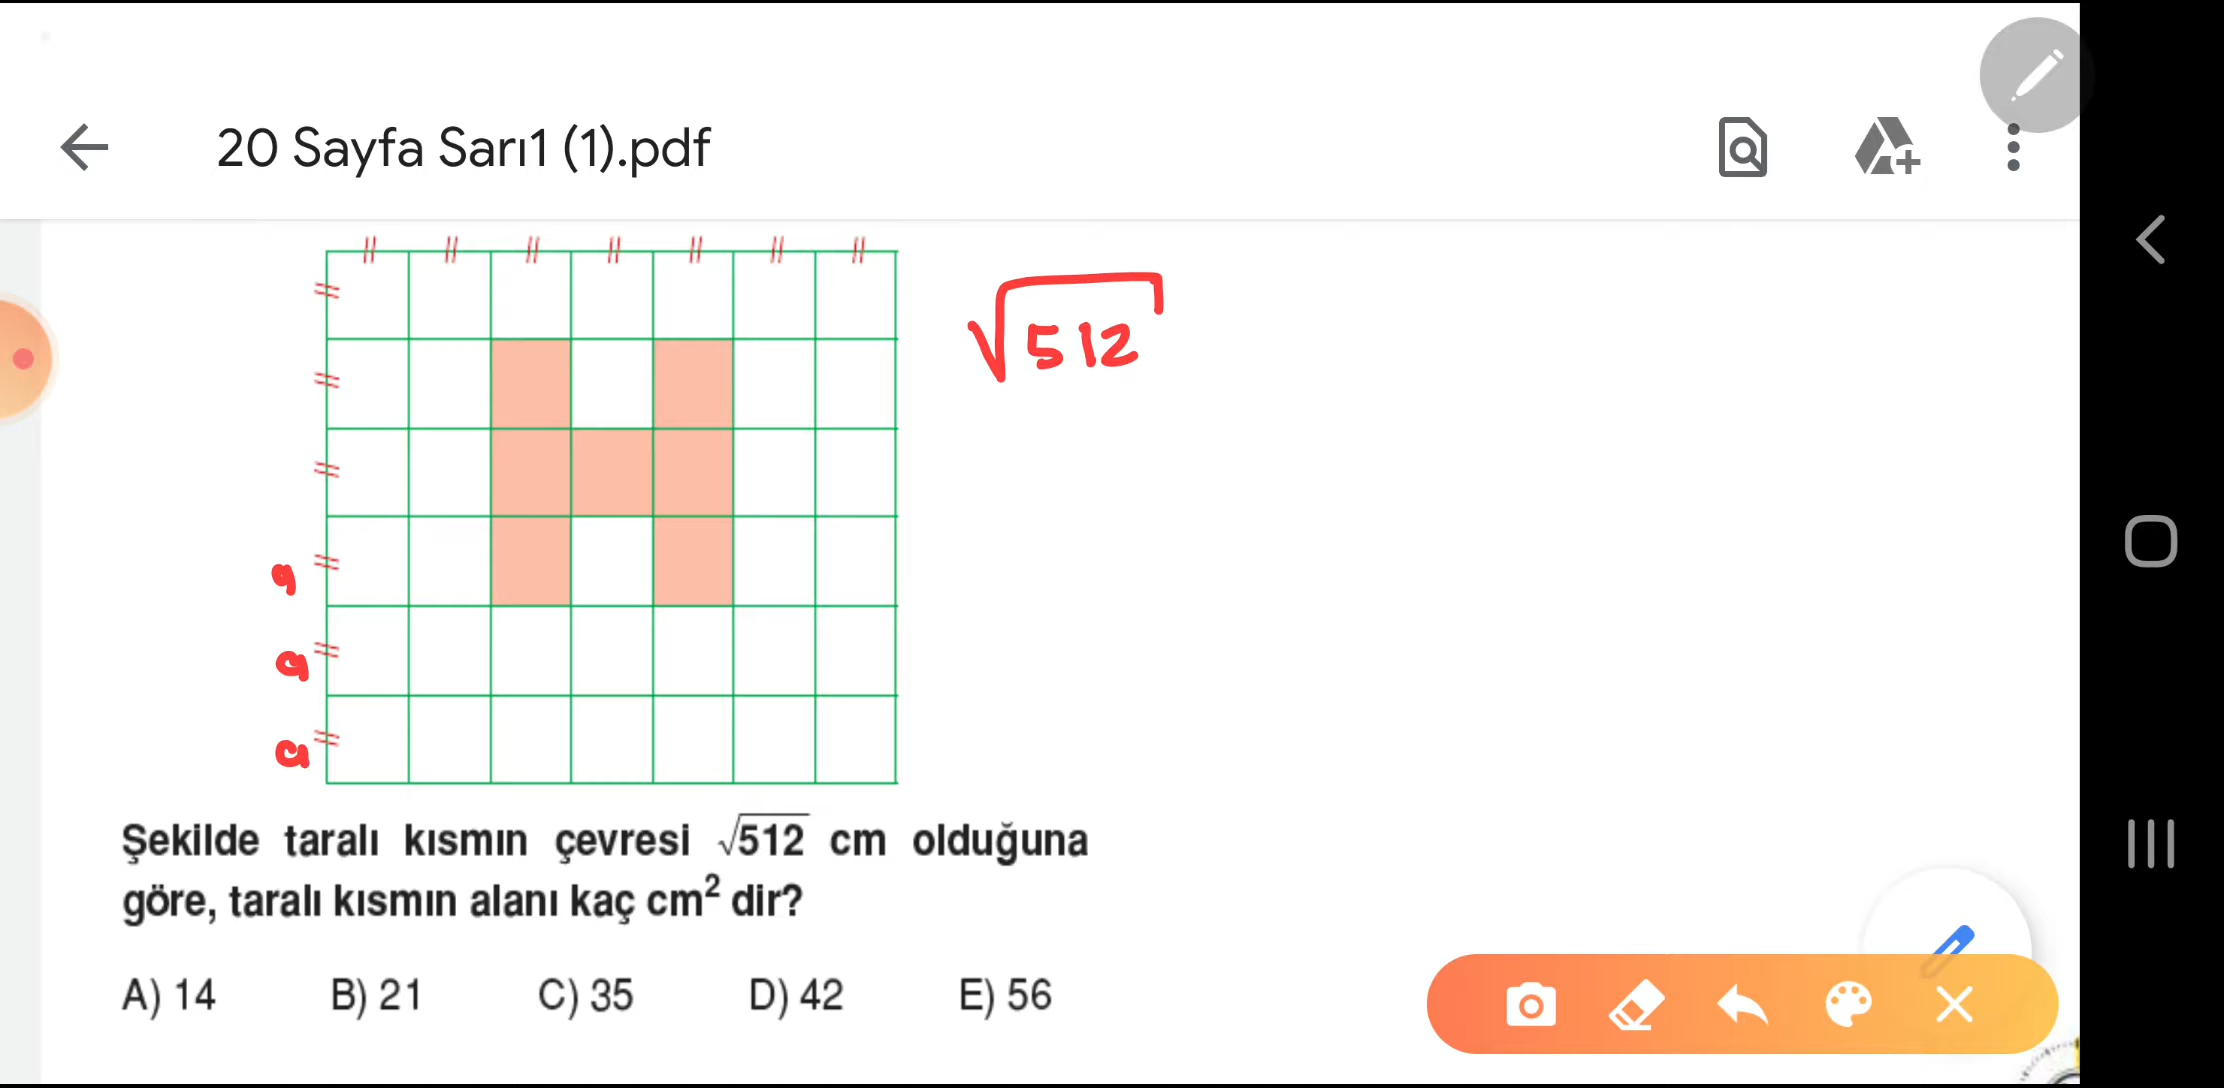 20 Sayfa Sarı1 (1).pdf
√512
a
a
a
Şekilde taralı kısmın çevresi √512 cm olduğuna
göre, taralı kısmın alanı kaç cm² dir?
A) 14 B) 21 C) 35 D) 42 E) 56